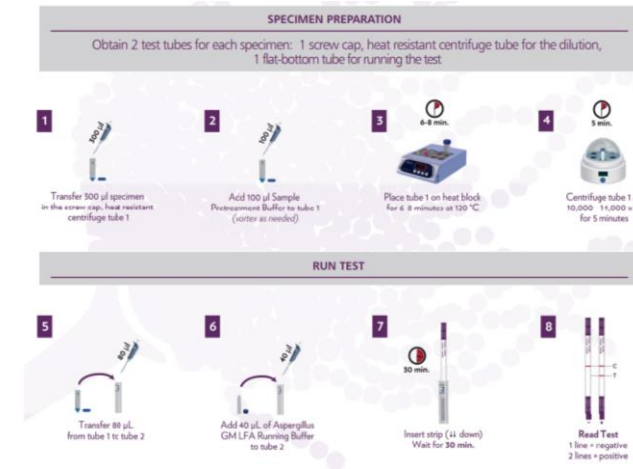 SPECIMEN PREPARATION
Obtain 2 test tubes for each specimen: 1 screw cap, heat resistant centrifuge tube for the dilution,
1 flat-bottom tube for running the test
1
300 µl
Transfer 300 µl specimen
in the screw cap, heat resistant
centrifuge tube 1
2
100 µl
Add 100 µl Sample
Pretreatment Buffer to tube 1
(vortex as needed)
3
6-8 min.
Place tube 1 on heat block
for 6-8 minutes at 120 °C
4
5 min.
Centrifuge tube 1
10,000 - 14,000 x
for 5 minutes
RUN TEST
5
80 µl
Transfer 80 µL
from tube 1 to tube 2
6
40 µl
Add 40 µL of Aspergillus
GM LFA Running Buffer
to tube 2
7
30 min.
Insert strip (↓↓ down)
Wait for 30 min.
8
C
T
Read Test
1 line = negative
2 lines = positive